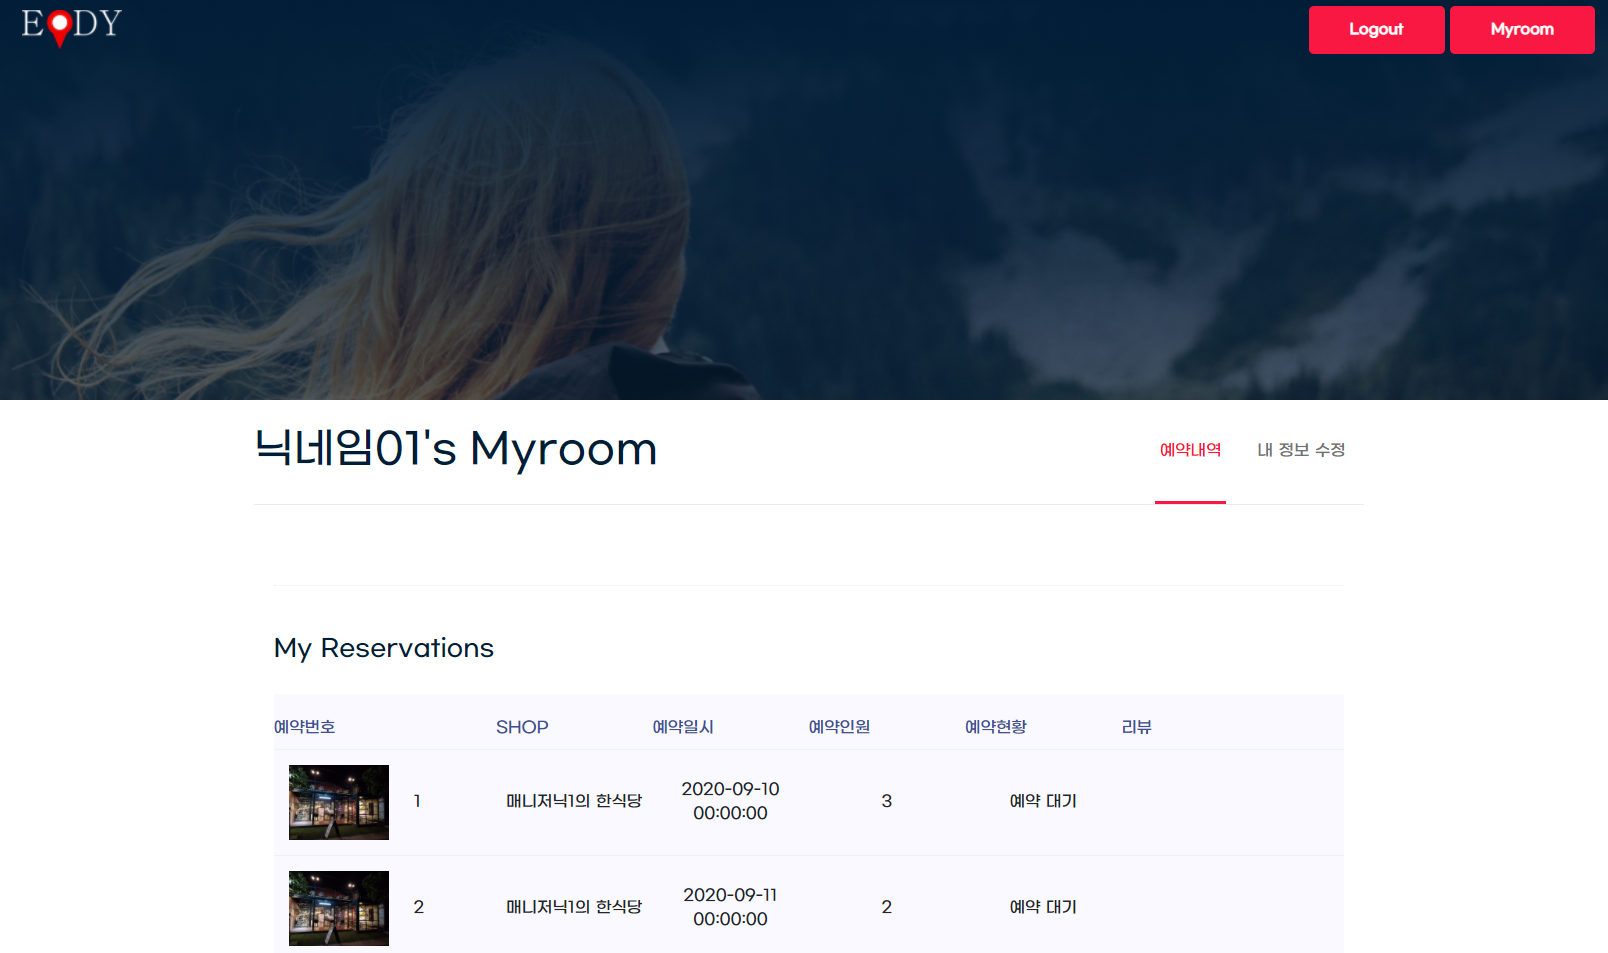 EODY
Logout
Myroom
닉네임01's Myroom
예약내역
내 정보 수정
My Reservations
예약번호 SHOP 예약일시 예약인원 예약현황 리뷰
1 매니저닉1의 한식당 2020-09-10 00:00:00 3 예약 대기
2 매니저닉1의 한식당 2020-09-11 00:00:00 2 예약 대기